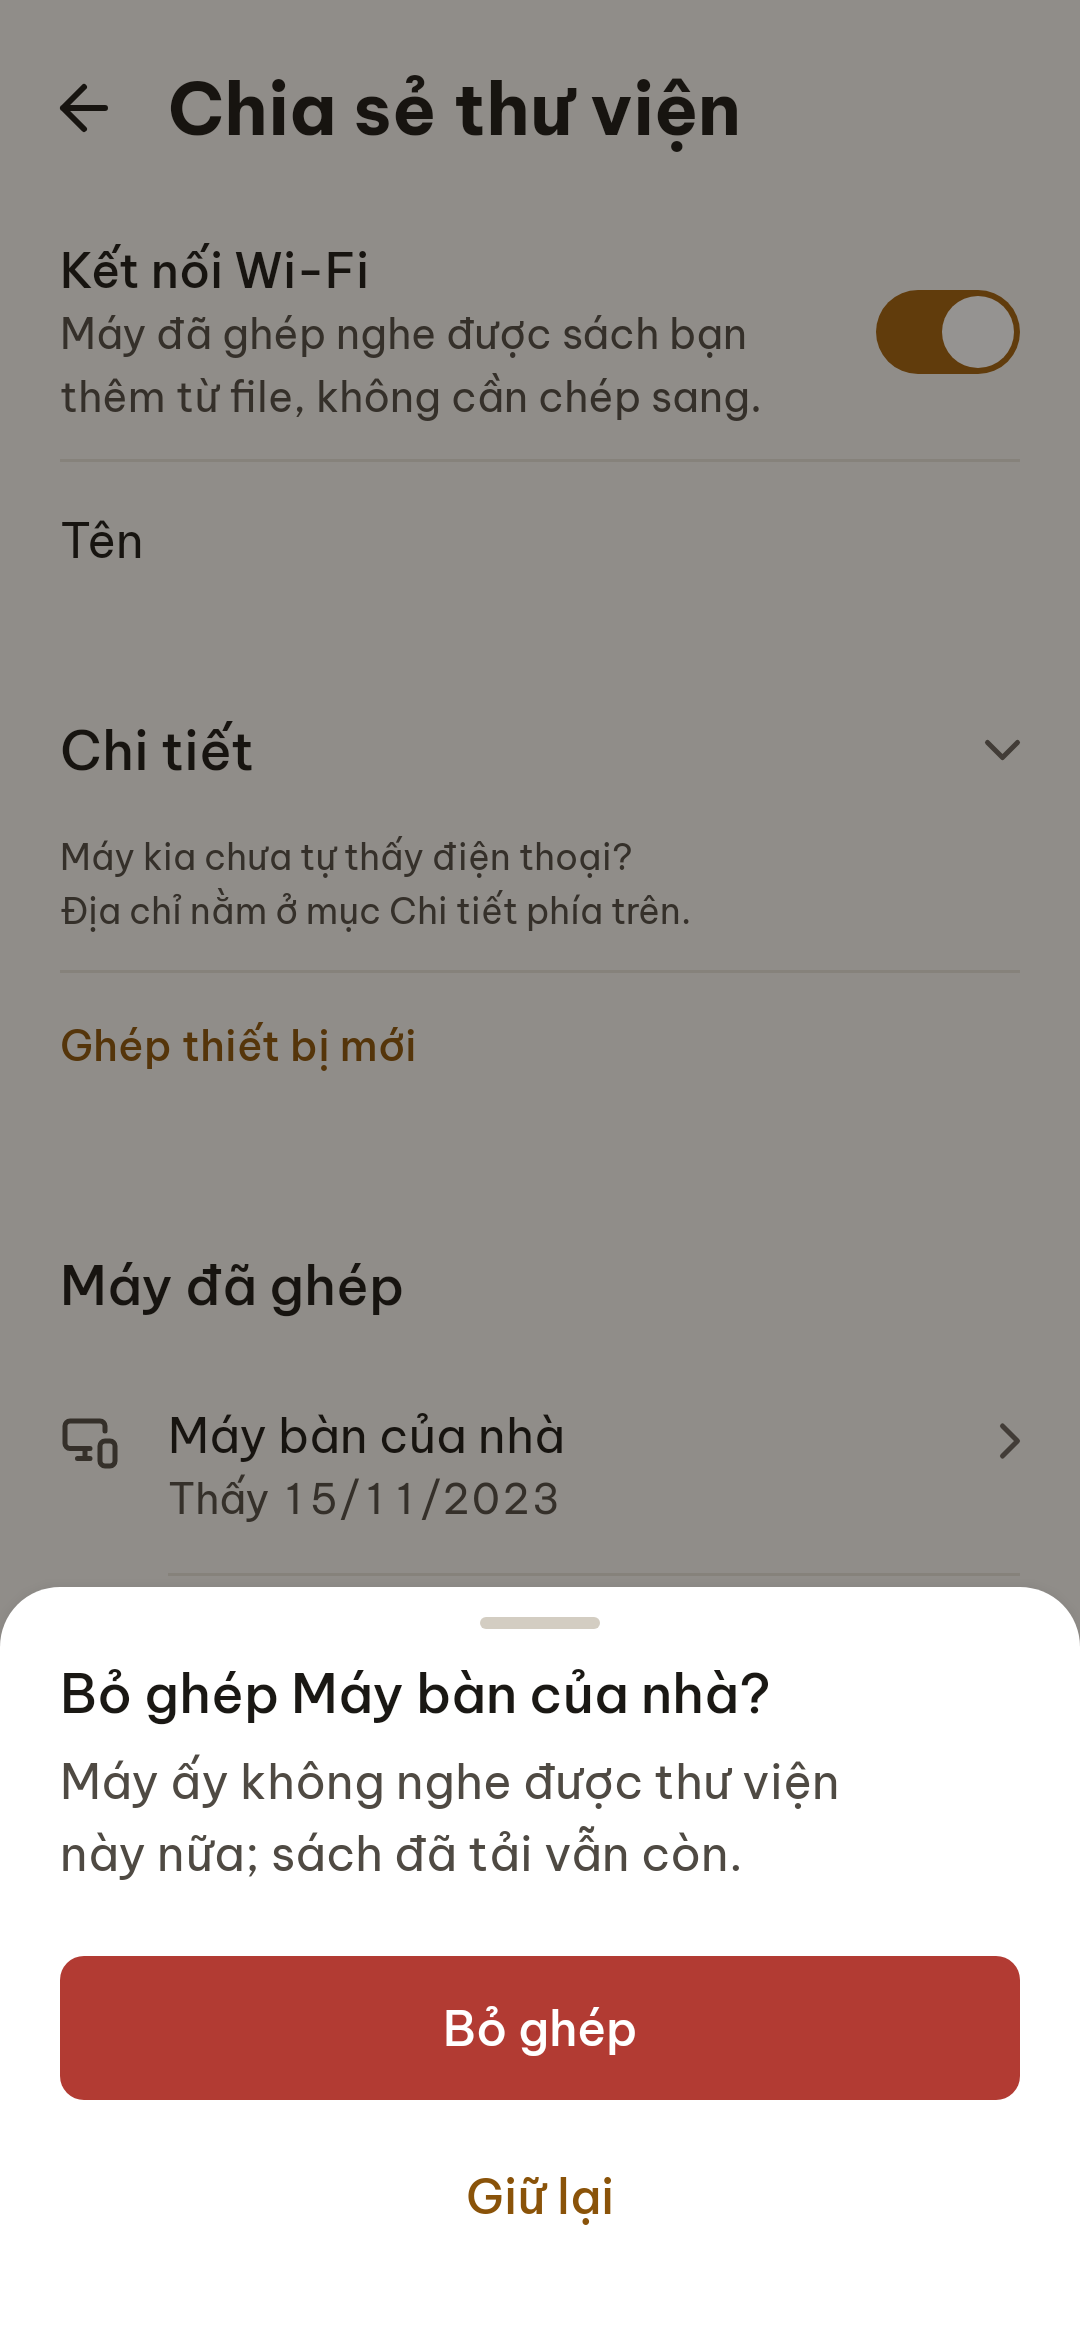 Chia sẻ thư viện
Kết nối Wi-Fi
Máy đã ghép nghe được sách bạn
thêm từ file, không cần chép sang.
Tên
Chi tiết
Máy kia chưa tự thấy điện thoại?
Địa chỉ nằm ở mục Chi tiết phía trên.
Ghép thiết bị mới
Máy đã ghép
Máy bàn của nhà
Thấy 15/11/2023
Bỏ ghép Máy bàn của nhà?
Máy ấy không nghe được thư viện
này nữa; sách đã tải vẫn còn.
Bỏ ghép
Giữ lại